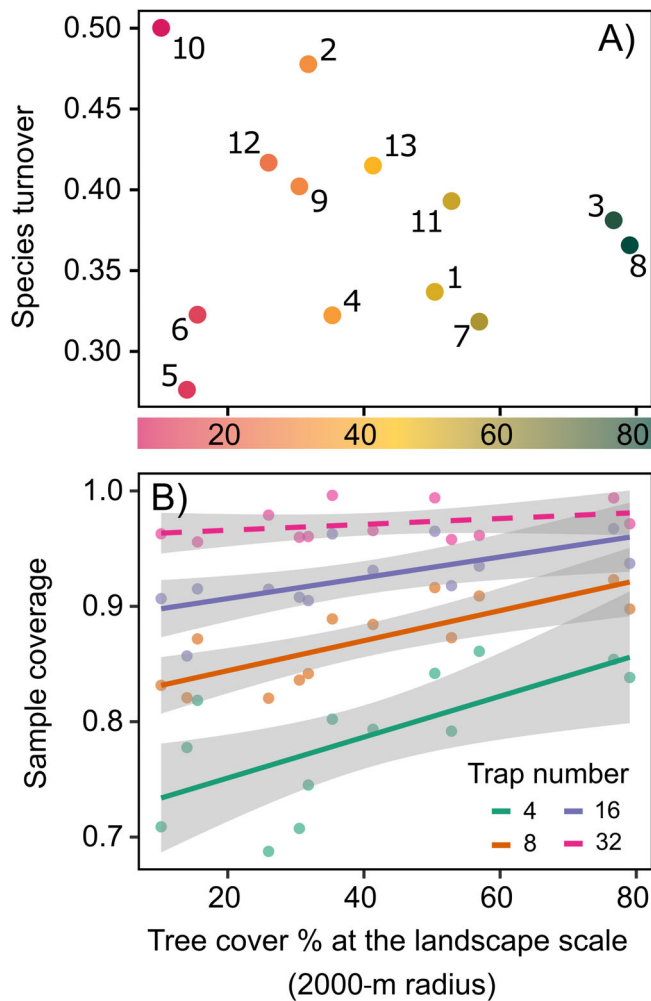 A)
Species turnover
0.50
0.45
0.40
0.35
0.30
10
2
12
13
9
11
3
8
1
4
6
7
5
20 40 60 80
B)
Sample coverage
1.0
0.9
0.8
0.7
Trap number
4 16
8 32
20 40 60 80
Tree cover % at the landscape scale
(2000-m radius)